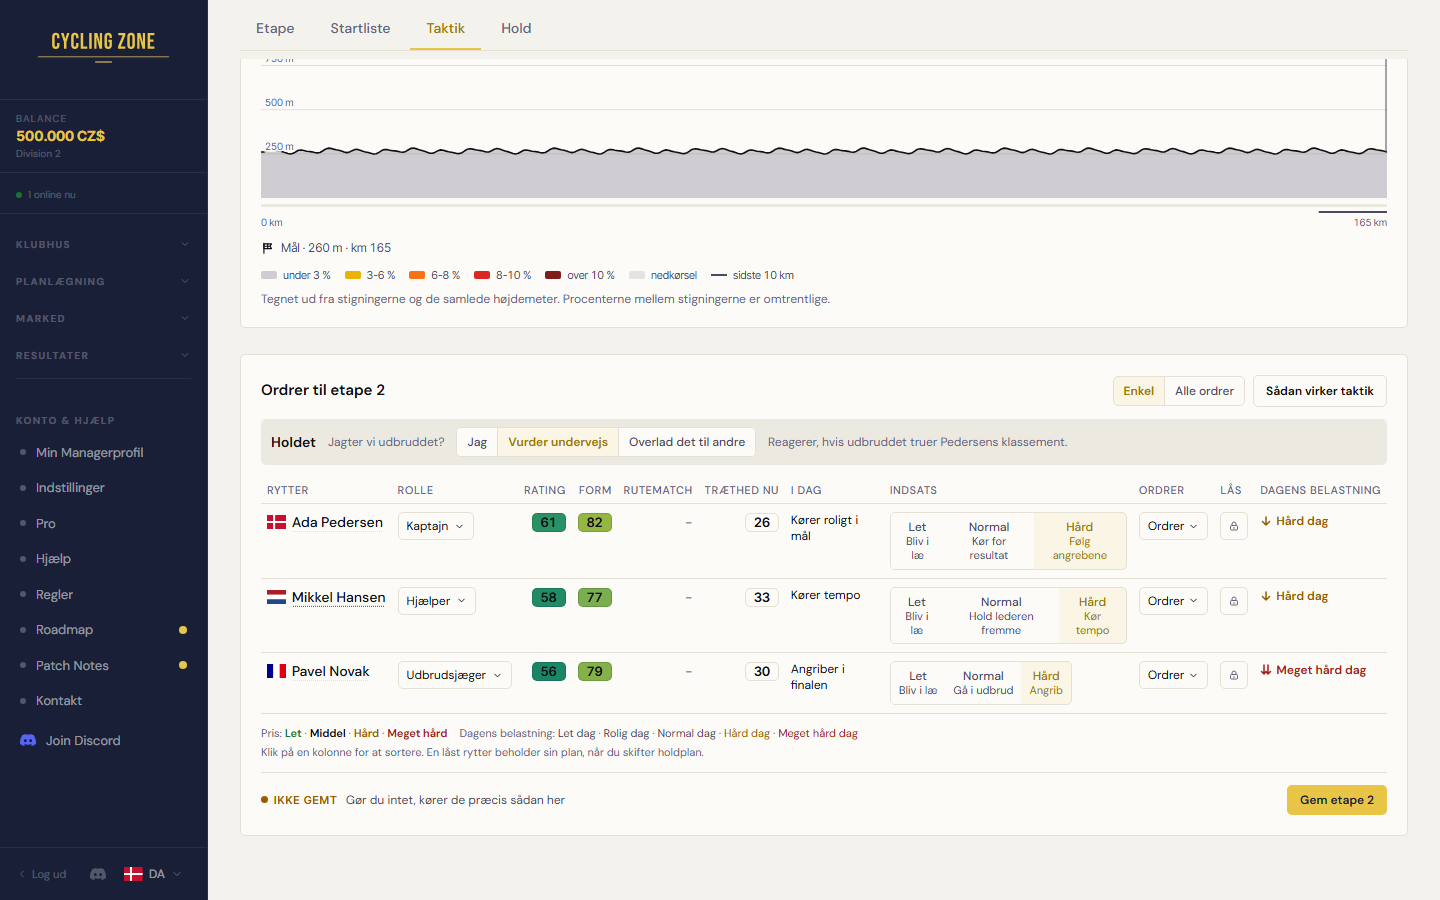 CYCLING ZONE
BALANCE
500.000 CZ$
Division 2
1 online nu
KLUBHUS
PLANLÆGNING
MARKED
RESULTATER
KONTO & HJÆLP
Min Managerprofil
Indstillinger
Pro
Hjælp
Regler
Roadmap
Patch Notes
Kontakt
Join Discord
Log ud
DA
Etape
Startliste
Taktik
Hold
750 m
500 m
250 m
0 km
165 km
Mål · 260 m · km 165
under 3 %
3-6 %
6-8 %
8-10 %
over 10 %
nedkørsel
sidste 10 km
Tegnet ud fra stigningerne og de samlede højdemeter. Procenterne mellem stigningerne er omtrentlige.
Ordrer til etape 2
Enkel
Alle ordrer
Sådan virker taktik
Holdet
Jagter vi udbruddet?
Jag
Vurder undervejs
Overlad det til andre
Reagerer, hvis udbruddet truer Pedersens klassement.
RYTTER ROLLE RATING FORM RUTEMATCH TRÆTHED NU I DAG INDSATS ORDRER LÅS DAGENS BELASTNING
Ada Pedersen
Kaptajn
61
82
–
26
Kører roligt i
mål
Let
Bliv i
læ
Normal
Kør for
resultat
Hård
Følg
angrebene
Ordrer
Hård dag
Mikkel Hansen
Hjælper
58
77
–
33
Kører tempo
Let
Bliv i
læ
Normal
Hold lederen
fremme
Hård
Kør
tempo
Ordrer
Hård dag
Pavel Novak
Udbrudsjæger
56
79
–
30
Angriber i
finalen
Let
Bliv i læ
Normal
Gå i udbrud
Hård
Angrib
Ordrer
Meget hård dag
Pris: Let · Middel · Hård · Meget hård Dagens belastning: Let dag · Rolig dag · Normal dag · Hård dag · Meget hård dag
Klik på en kolonne for at sortere. En låst rytter beholder sin plan, når du skifter holdplan.
IKKE GEMT Gør du intet, kører de præcis sådan her
Gem etape 2